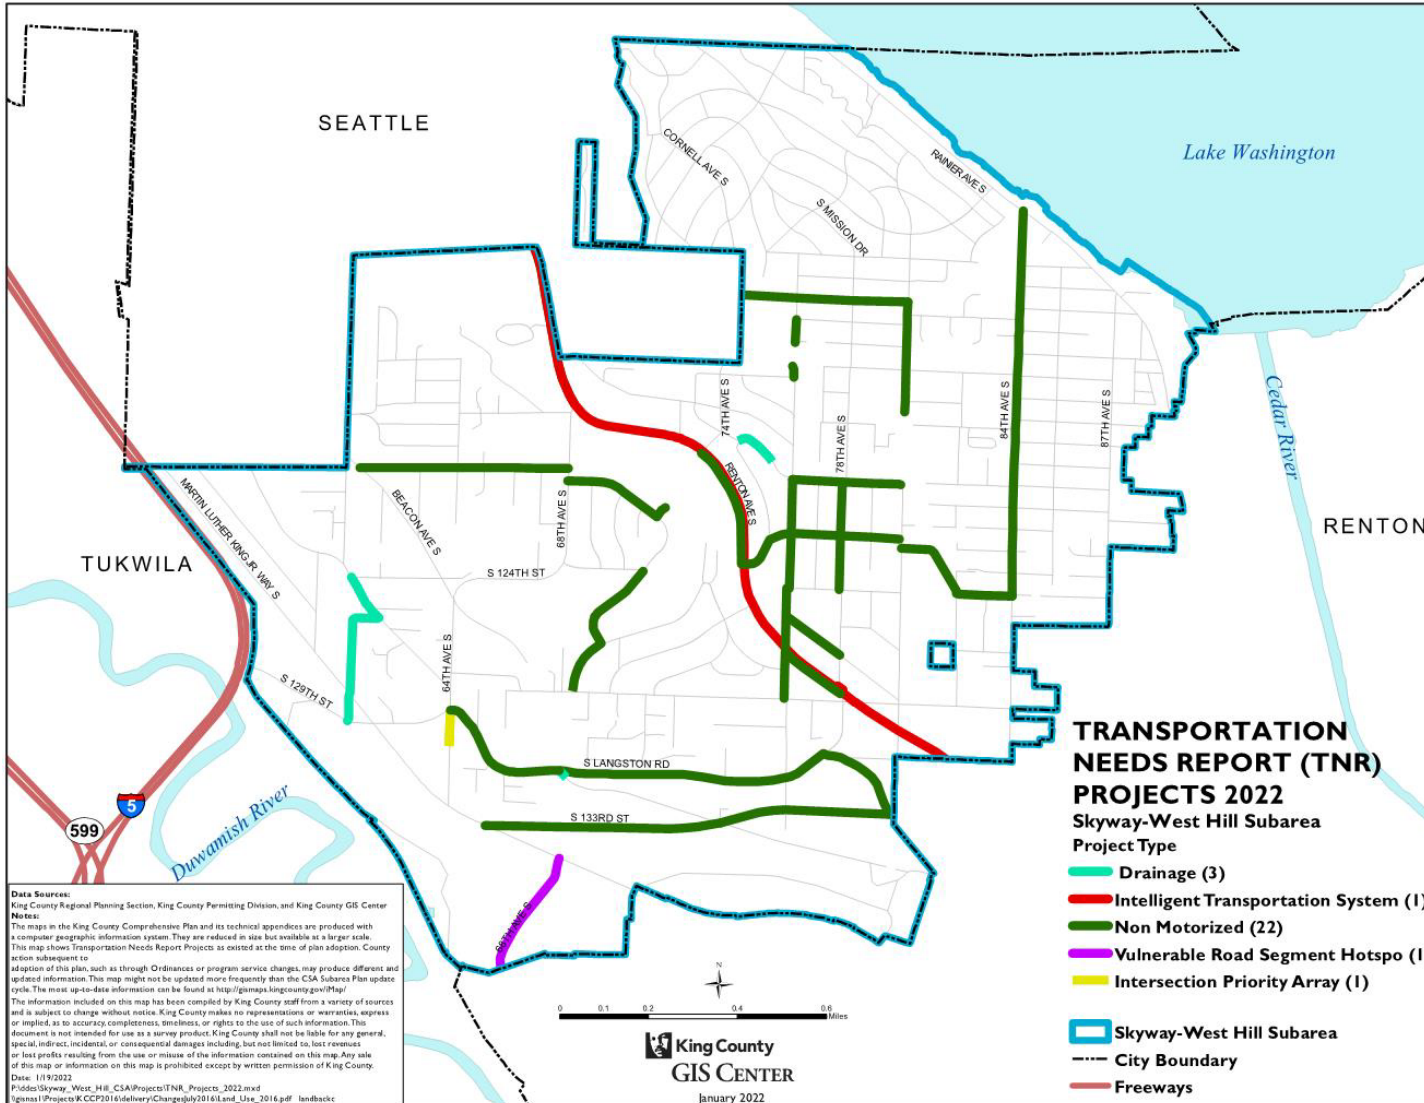 SEATTLE
Lake Washington
CORNELL AVE S
RAINIER AVE S
S MISSION DR
74TH AVE S
78TH AVE S
84TH AVE S
87TH AVE S
Cedar River
RENTON
RENTON AVE S
MARTIN LUTHER KING JR. WAY S
BEACON AVE S
68TH AVE S
TUKWILA
S 124TH ST
64TH AVE S
S 129TH ST
S LANGSTON RD
S 133RD ST
66TH AVE S
5
599
Duwamish River
TRANSPORTATION
NEEDS REPORT (TNR)
PROJECTS 2022
Skyway-West Hill Subarea
Project Type
Drainage (3)
Intelligent Transportation System (1)
Non Motorized (22)
Vulnerable Road Segment Hotspo (1
Intersection Priority Array (1)
Skyway-West Hill Subarea
City Boundary
Freeways
Data Sources:
King County Regional Planning Section, King County Permitting Division, and King County GIS Center
Notes:
The maps in the King County Comprehensive Plan and its technical appendices are produced with
a computer geographic information system. They are reduced in size but available at a larger scale.
This map shows Transportation Needs Report Projects as existed at the time of plan adoption. County
action subsequent to
adoption of this plan, such as through Ordinances or program service changes, may produce different and
updated information. This map might not be updated more frequently than the CSA Subarea Plan update
cycle. The most up-to-date information can be found at http://gismaps.kingcounty.gov/iMap/
The information included on this map has been compiled by King County staff from a variety of sources
and is subject to change without notice. King County makes no representations or warranties, express
or implied, as to accuracy, completeness, timeliness, or rights to the use of such information. This
document is not intended for use as a survey product. King County shall not be liable for any general,
special, indirect, incidental, or consequential damages including, but not limited to, lost revenues
or lost profits resulting from the use or misuse of the information contained on this map. Any sale
of this map or information on this map is prohibited except by written permission of King County.
Date: 1/19/2022
P:\ddes\Skyway_West_Hill_CSA\Projects\TNR_Projects_2022.mxd
\\gisnas1\Projects\KCCP2016\delivery\ChangesJuly2016\Land_Use_2016.pdf landbackc
N
0 0.1 0.2 0.4 0.6
Miles
King County
GIS CENTER
January 2022